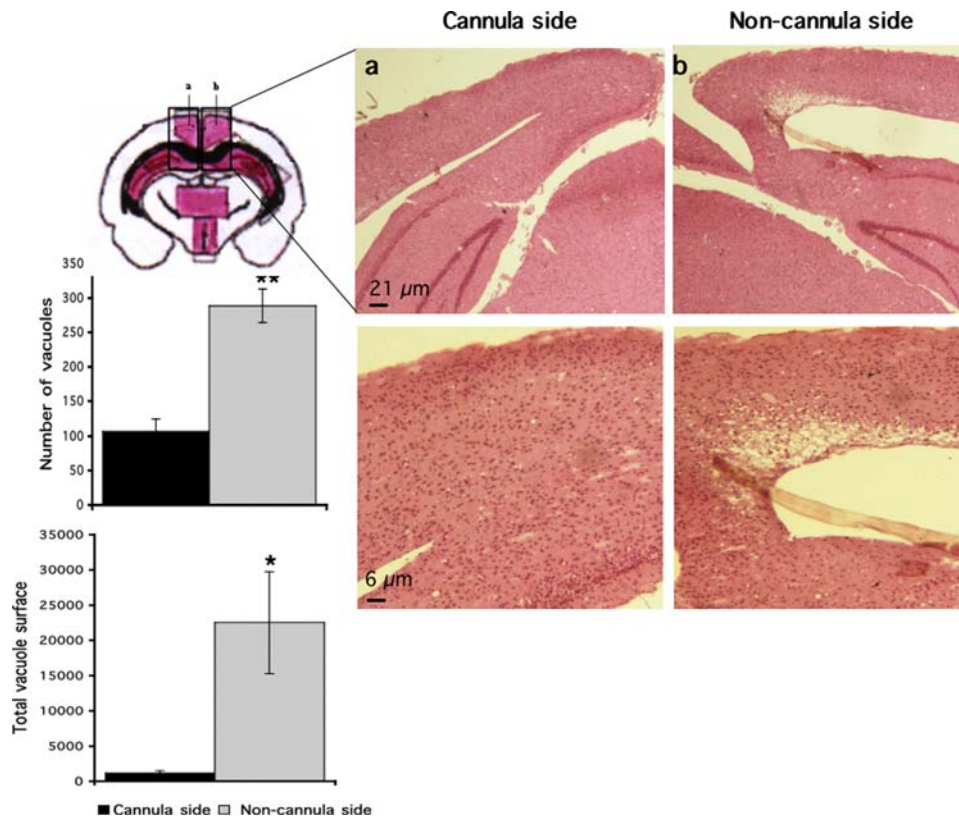 Cannula side
Non-cannula side
a
b
a
b
21 µm
6 µm
Number of vacuoles
350
300
250
200
150
100
50
0
**
Total vacuole surface
35000
30000
25000
20000
15000
10000
5000
0
*
Cannula side
Non-cannula side